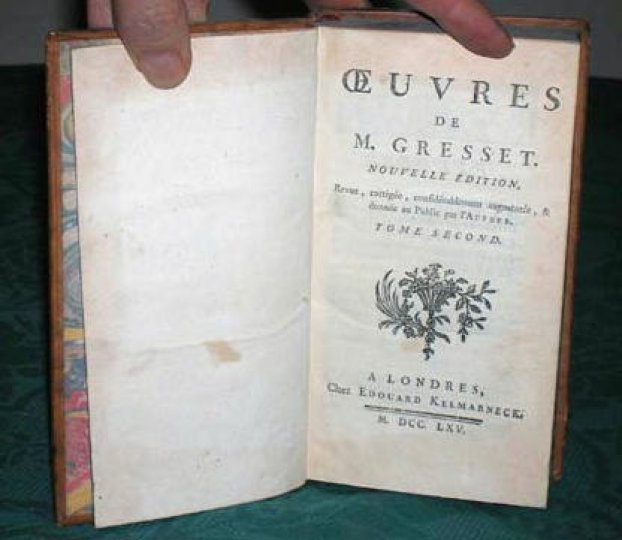 ŒUVRES
DE
M. GRESSET.
NOUVELLE ÉDITION,
Revue, corrigée, considérablement augmentée, &
donnée au Public par l'AUTEUR.
TOME SECOND.
A LONDRES,
Chez EDOUARD KELMARNECK;
M. DCC. LXV.